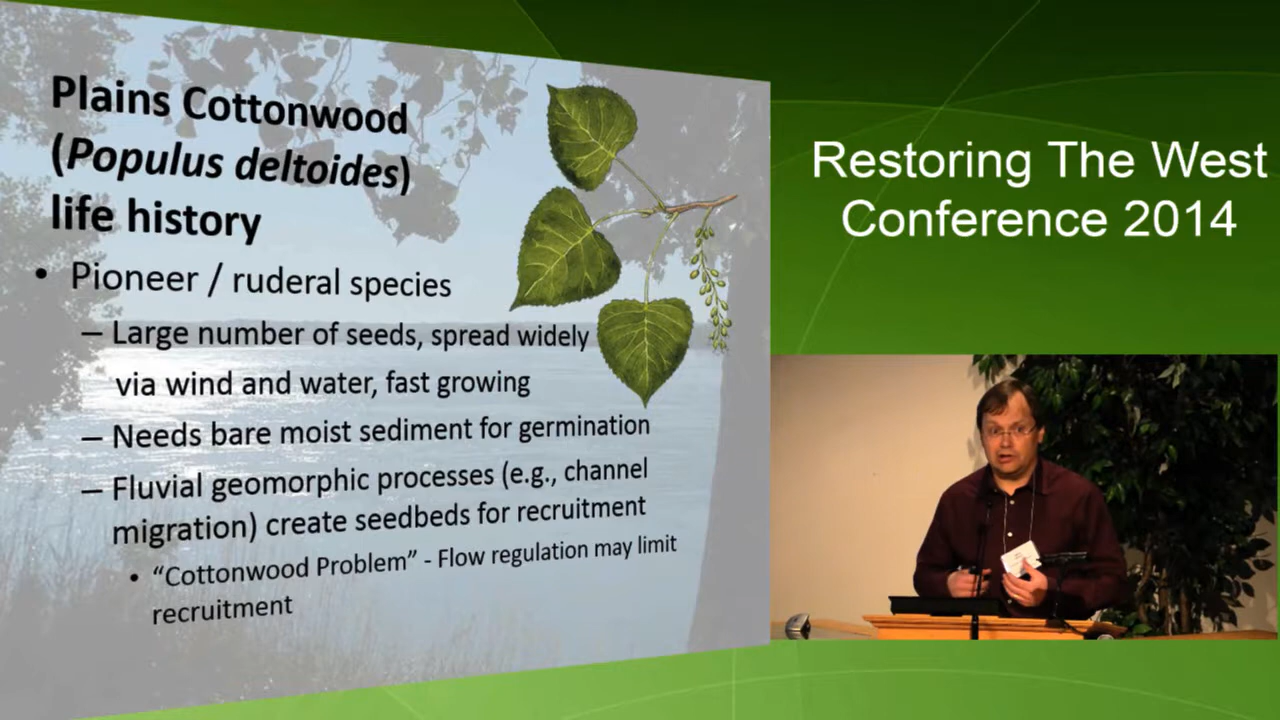 Plains Cottonwood
(Populus deltoides)
life history
• Pioneer / ruderal species
– Large number of seeds, spread widely
via wind and water, fast growing
– Needs bare moist sediment for germination
– Fluvial geomorphic processes (e.g., channel
migration) create seedbeds for recruitment
• “Cottonwood Problem” - Flow regulation may limit
recruitment
Restoring The West
Conference 2014